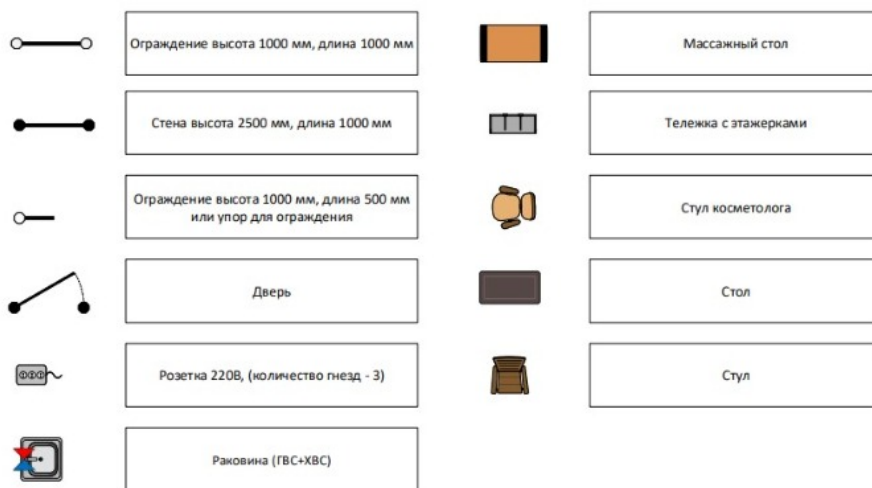 Ограждение высота 1000 мм, длина 1000 мм
Стена высота 2500 мм, длина 1000 мм
Ограждение высота 1000 мм, длина 500 мм
или упор для ограждения
Дверь
Розетка 220В, (количество гнезд - 3)
Раковина (ГВС+ХВС)
Массажный стол
Тележка с этажерками
Стул косметолога
Стол
Стул